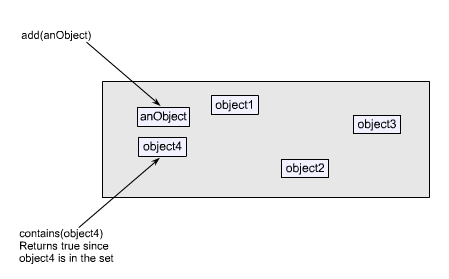 add(anObject)
object1
anObject
object3
object4
object2
contains(object4)
Returns true since
object4 is in the set